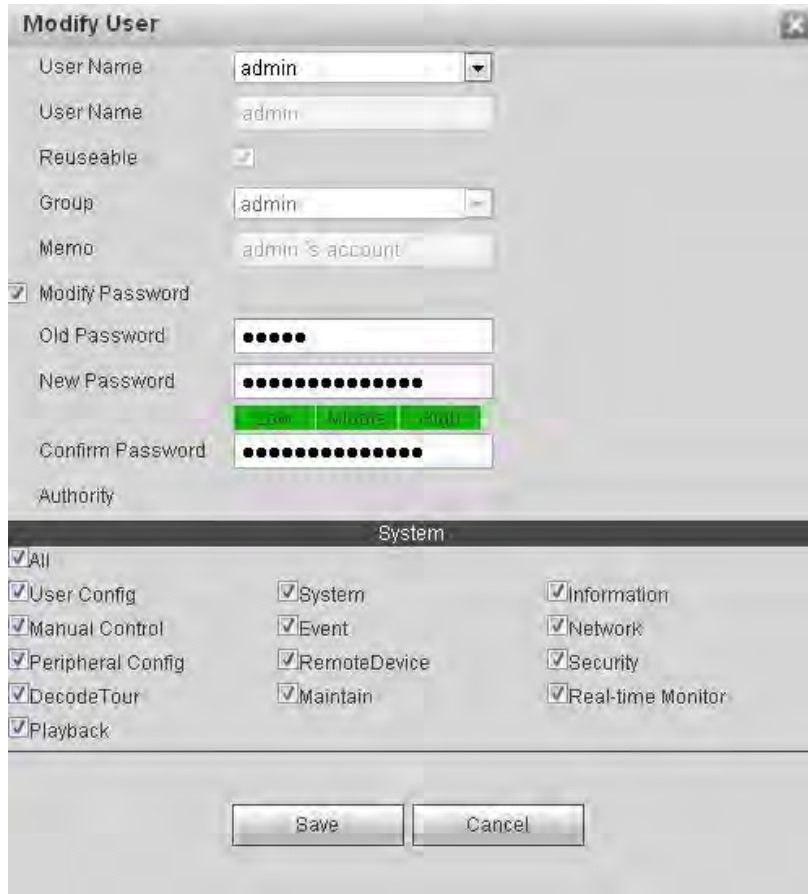 Modify User
User Name admin
User Name admin
Reuseable
Group admin
Memo admin 's account
Modify Password
Old Password ●●●●●
New Password ●●●●●●●●●●●●●●
Low Middle High
Confirm Password ●●●●●●●●●●●●●●
Authority
System
All
User Config System Information
Manual Control Event Network
Peripheral Config RemoteDevice Security
DecodeTour Maintain Real-time Monitor
Playback
Save Cancel